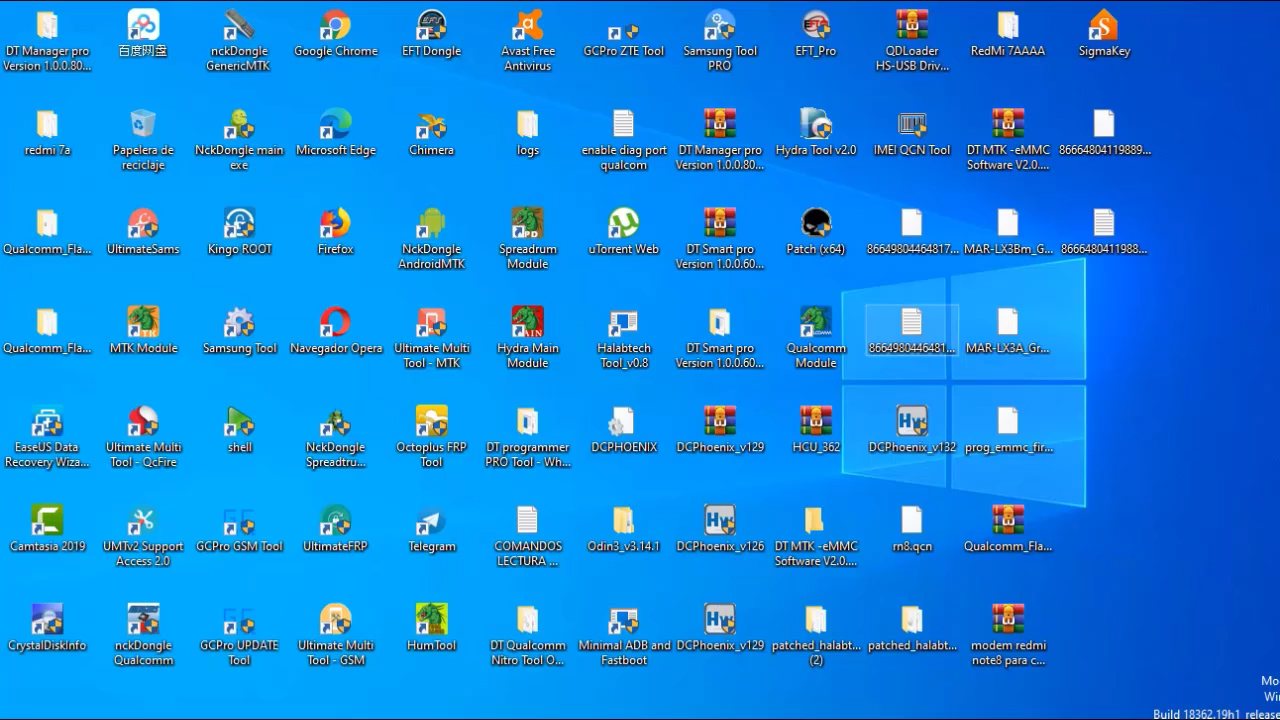 DT Manager pro
Version 1.0.0.80...
百度网盘
nckDongle
GenericMTK
Google Chrome
EFT Dongle
Avast Free
Antivirus
GCPro ZTE Tool
Samsung Tool
PRO
EFT_Pro
QDLoader
HS-USB Driv...
RedMi 7AAAA
SigmaKey
redmi 7a
Papelera de
reciclaje
NckDongle main
exe
Microsoft Edge
Chimera
logs
enable diag port
qualcom
DT Manager pro
Version 1.0.0.80...
Hydra Tool v2.0
IMEI QCN Tool
DT MTK -eMMC
Software V2.0....
86664804119889...
Qualcomm_Fla...
UltimateSams
Kingo ROOT
Firefox
NckDongle
AndroidMTK
Spreadrum
Module
uTorrent Web
DT Smart pro
Version 1.0.0.60...
Patch (x64)
86649804464817...
MAR-LX3Bm_G...
8666480411988...
Qualcomm_Fla...
MTK Module
Samsung Tool
Navegador Opera
Ultimate Multi
Tool - MTK
Hydra Main
Module
Halabtech
Tool_v0.8
DT Smart pro
Version 1.0.0.60...
Qualcomm
Module
8664980446481...
MAR-LX3A_Gr...
EaseUS Data
Recovery Wiza...
Ultimate Multi
Tool - QcFire
shell
NckDongle
Spreadtru...
Octoplus FRP
Tool
DT programmer
PRO Tool - Wh...
DCPHOENIX
DCPhoenix_v129
HCU_362
DCPhoenix_v132
prog_emmc_fir...
Camtasia 2019
UMTv2 Support
Access 2.0
GCPro GSM Tool
UltimateFRP
Telegram
COMANDOS
LECTURA ...
Odin3_v3.14.1
DCPhoenix_v126
DT MTK -eMMC
Software V2.0....
rn8.qcn
Qualcomm_Fla...
CrystalDiskInfo
nckDongle
Qualcomm
GCPro UPDATE
Tool
Ultimate Multi
Tool - GSM
HumTool
DT Qualcomm
Nitro Tool O...
Minimal ADB and
Fastboot
DCPhoenix_v129
patched_halabt...
(2)
patched_halabt...
modem redmi
note8 para c...
Mo
Win
Build 18362.19h1_release